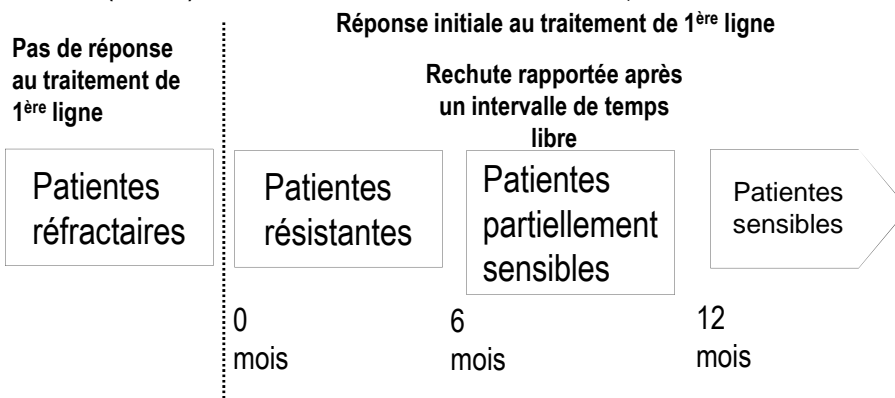 Réponse initiale au traitement de 1ère ligne
Pas de réponse
au traitement de
1ère ligne
Rechute rapportée après
un intervalle de temps
libre
Patientes
réfractaires
Patientes
résistantes
Patientes
partiellement
sensibles
Patientes
sensibles
0
mois
6
mois
12
mois